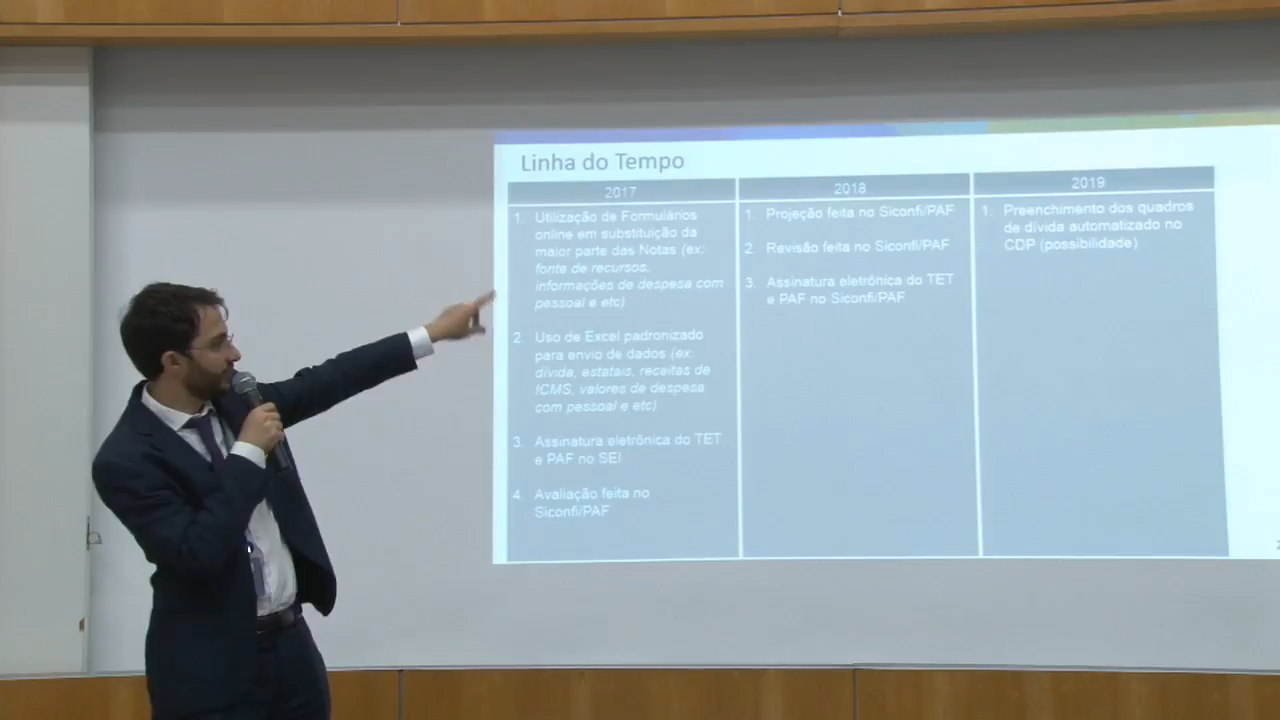 Linha do Tempo
2017
1. Utilização de Formulários
online em substituição da
maior parte das Notas (ex:
fonte de recursos,
informações de despesa com
pessoal e etc)
2. Uso de Excel padronizado
para envio de dados (ex:
dívida, estatais, receitas de
ICMS, valores de despesa
com pessoal e etc)
3. Assinatura eletrônica do TET
e PAF no SEI
4. Avaliação feita no
Siconfi/PAF
2018
1. Projeção feita no Siconfi/PAF
2. Revisão feita no Siconfi/PAF
3. Assinatura eletrônica do TET
e PAF no Siconfi/PAF
2019
1. Preenchimento dos quadros
de dívida automatizado no
CDP (possibilidade)